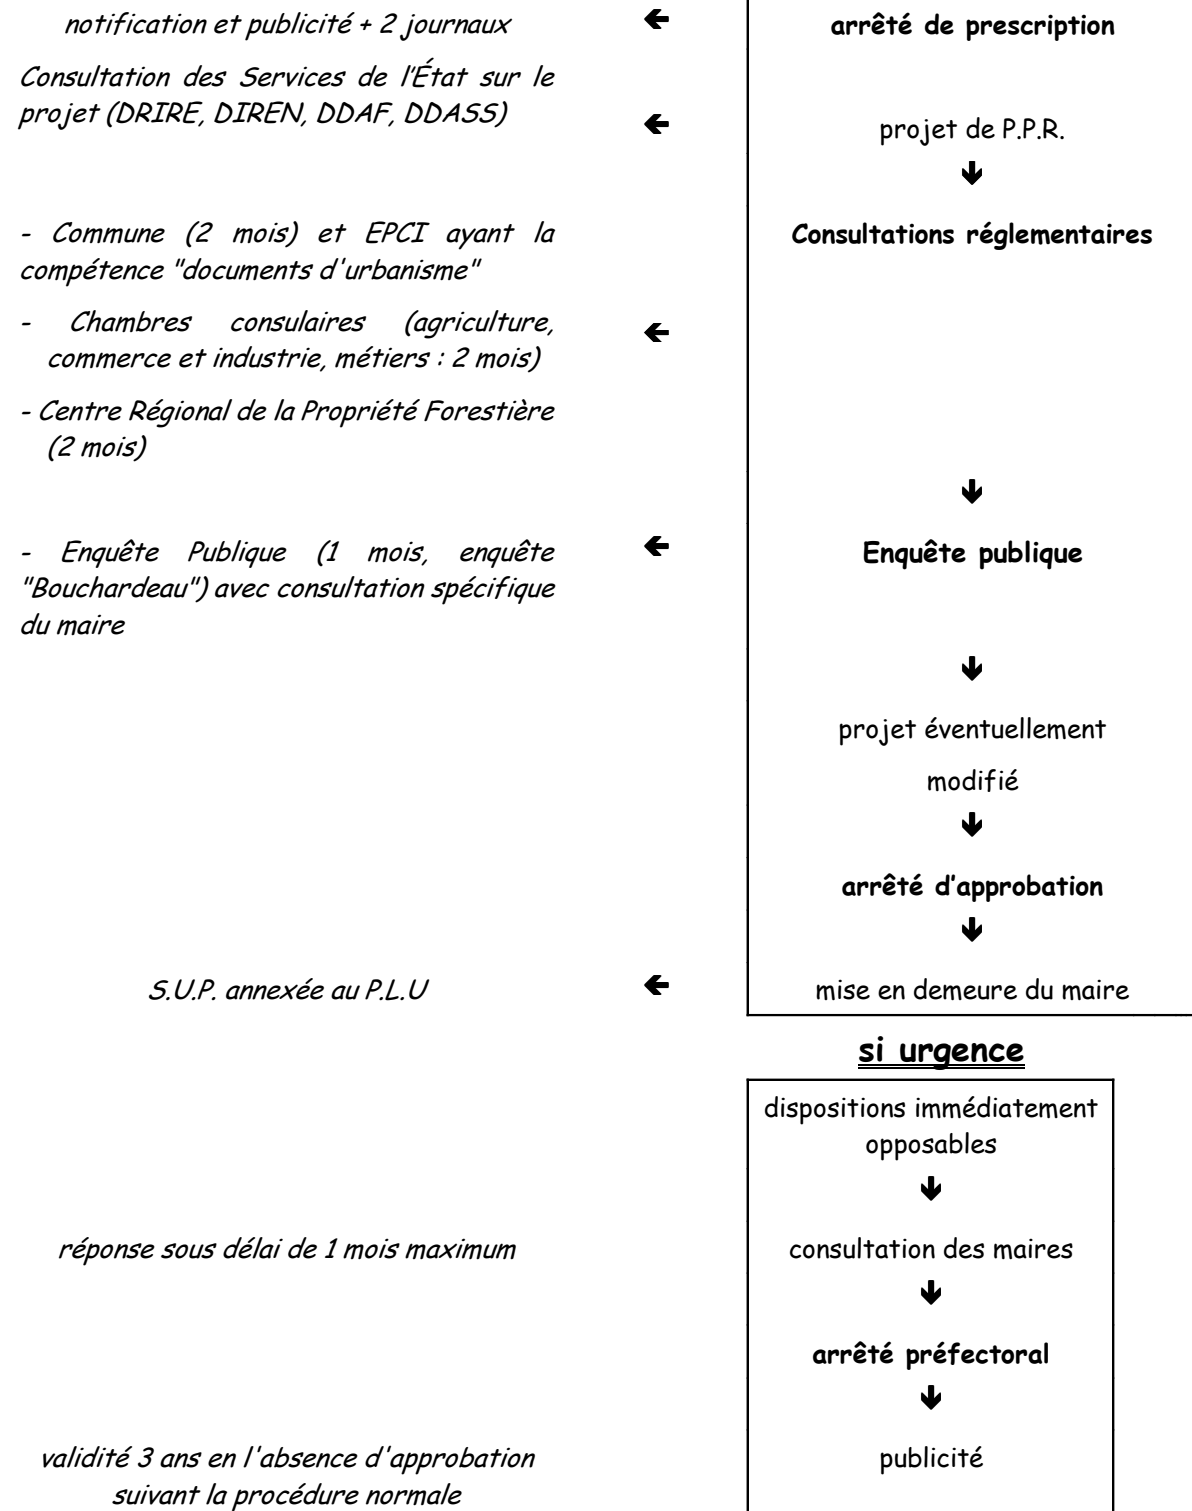 notification et publicité + 2 journaux
arrêté de prescription
Consultation des Services de l'État sur le
projet (DRIRE, DIREN, DDAF, DDASS)
projet de P.P.R.
- Commune (2 mois) et EPCI ayant la
compétence "documents d'urbanisme"
Consultations réglementaires
- Chambres consulaires (agriculture,
commerce et industrie, métiers : 2 mois)
- Centre Régional de la Propriété Forestière
(2 mois)
- Enquête Publique (1 mois, enquête
"Bouchardeau") avec consultation spécifique
du maire
Enquête publique
projet éventuellement
modifié
arrêté d'approbation
S.U.P. annexée au P.L.U
mise en demeure du maire
si urgence
dispositions immédiatement
opposables
réponse sous délai de 1 mois maximum
consultation des maires
arrêté préfectoral
validité 3 ans en l'absence d'approbation
suivant la procédure normale
publicité